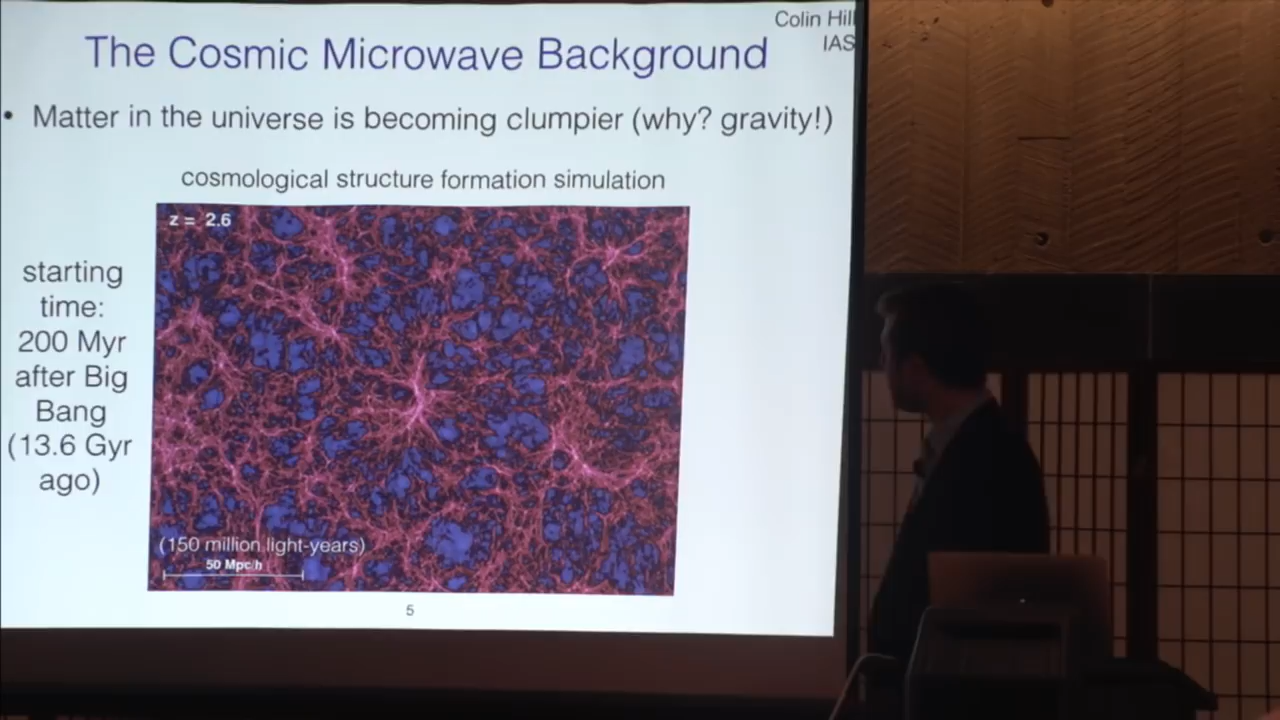 Colin Hill
IAS
The Cosmic Microwave Background
• Matter in the universe is becoming clumpier (why? gravity!)
cosmological structure formation simulation
z = 2.6
starting
time:
200 Myr
after Big
Bang
(13.6 Gyr
ago)
(150 million light-years)
50 Mpc/h
5